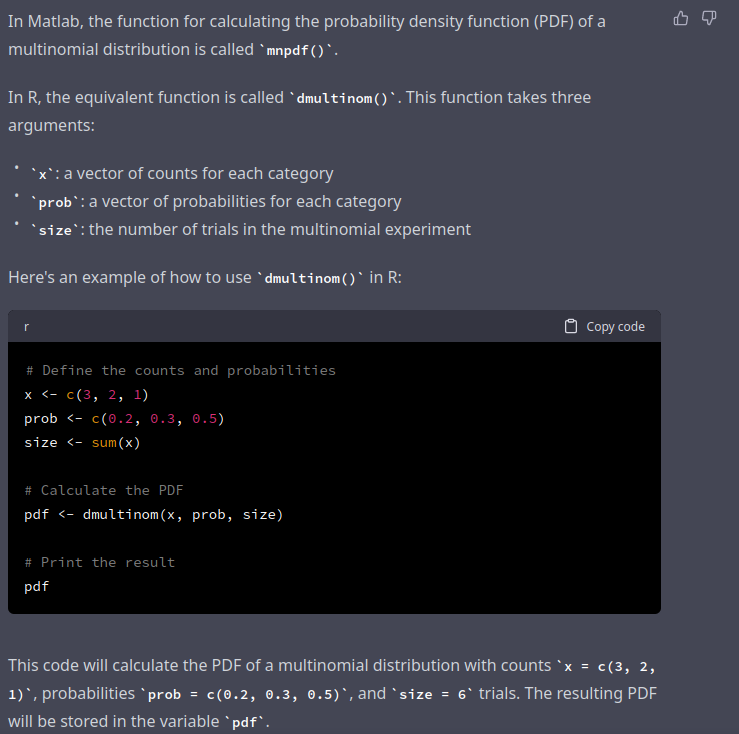 In Matlab, the function for calculating the probability density function (PDF) of a
multinomial distribution is called `mnpdf()`.
In R, the equivalent function is called `dmultinom()`. This function takes three
arguments:
• `x`: a vector of counts for each category
• `prob`: a vector of probabilities for each category
• `size`: the number of trials in the multinomial experiment
Here's an example of how to use `dmultinom()` in R:
r Copy code
# Define the counts and probabilities
x <- c(3, 2, 1)
prob <- c(0.2, 0.3, 0.5)
size <- sum(x)
# Calculate the PDF
pdf <- dmultinom(x, prob, size)
# Print the result
pdf
This code will calculate the PDF of a multinomial distribution with counts `x = c(3, 2,
1)`, probabilities `prob = c(0.2, 0.3, 0.5)`, and `size = 6` trials. The resulting PDF
will be stored in the variable `pdf`.